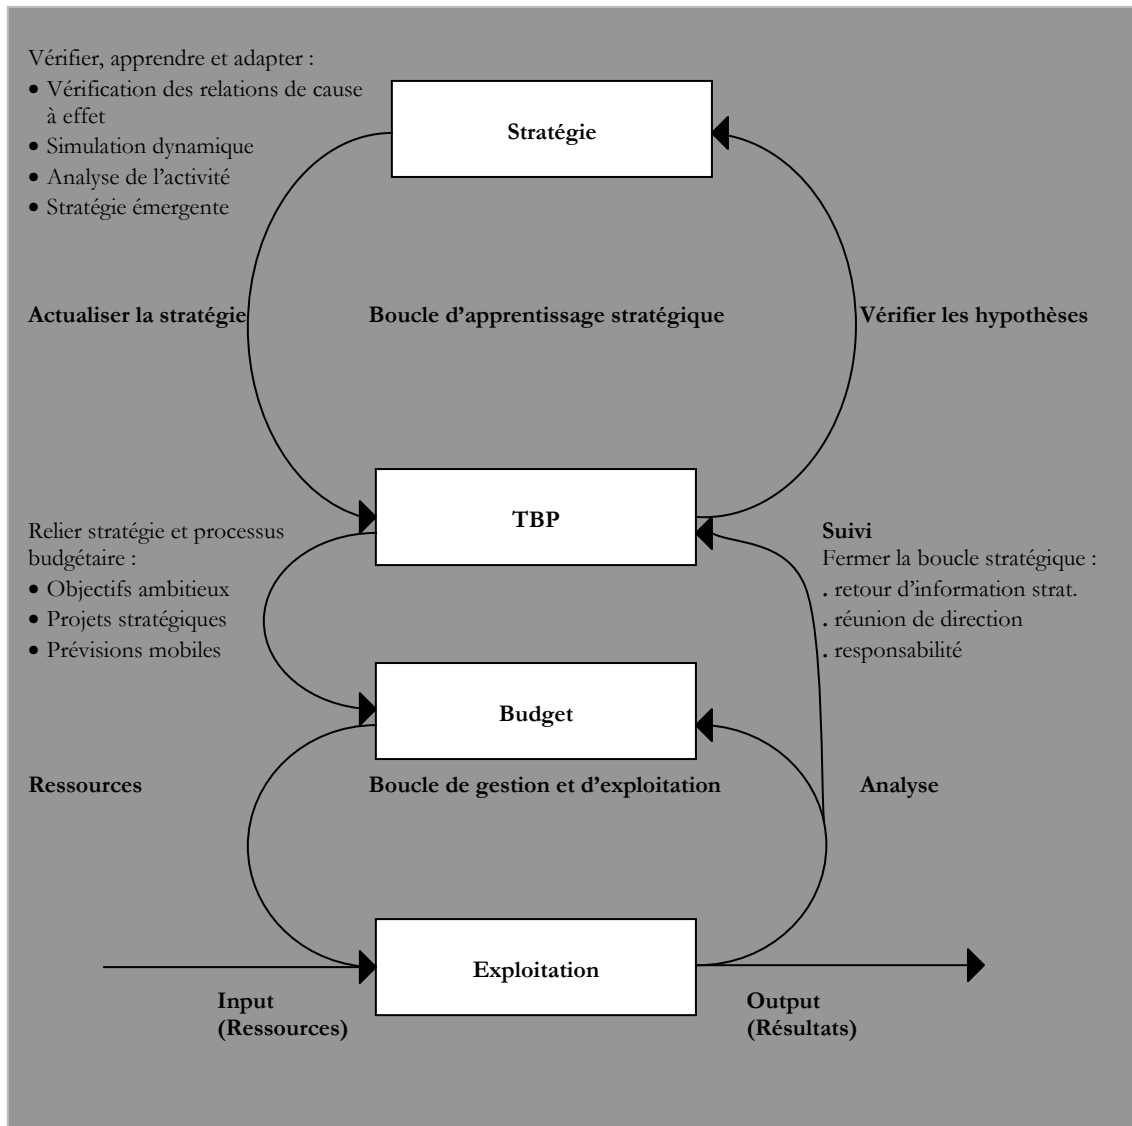 Vérifier, apprendre et adapter :
• Vérification des relations de cause
à effet
• Simulation dynamique
• Analyse de l’activité
• Stratégie émergente
Stratégie
Actualiser la stratégie
Boucle d’apprentissage stratégique
Vérifier les hypothèses
TBP
Relier stratégie et processus
budgétaire :
• Objectifs ambitieux
• Projets stratégiques
• Prévisions mobiles
Suivi
Fermer la boucle stratégique :
. retour d’information strat.
. réunion de direction
. responsabilité
Budget
Ressources
Boucle de gestion et d’exploitation
Analyse
Exploitation
Input
(Ressources)
Output
(Résultats)